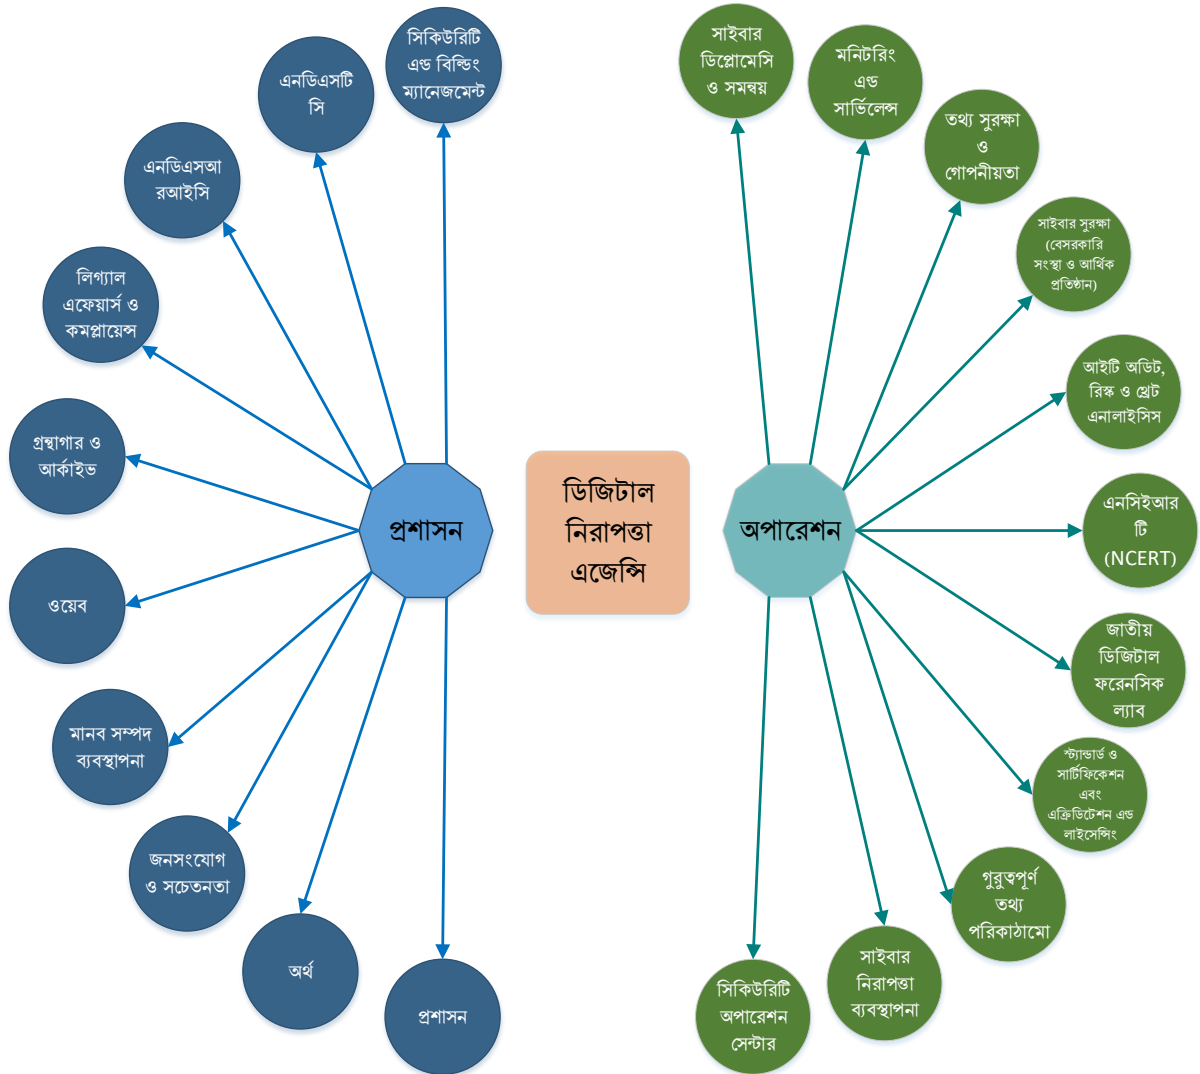 সিকিউরিটি
এন্ড বিল্ডিং
ম্যানেজমেন্ট
এনডিএসটি
সি
এনডিএসআ
রআইসি
লিগ্যাল
এফেয়ার্স ও
কমপ্লায়েন্স
গ্রন্থাগার ও
আর্কাইভ
ওয়েব
মানব সম্পদ
ব্যবস্থাপনা
জনসংযোগ
ও সচেতনতা
অর্থ
প্রশাসন
প্রশাসন
ডিজিটাল
নিরাপত্তা
এজেন্সি
অপারেশন
সাইবার
ডিপ্লোমেসি
ও সমন্বয়
মনিটরিং
এন্ড
সার্ভিলেন্স
তথ্য সুরক্ষা
ও
গোপনীয়তা
সাইবার সুরক্ষা
(বেসরকারি
সংস্থা ও আর্থিক
প্রতিষ্ঠান)
আইটি অডিট,
রিস্ক ও থ্রেট
এনালাইসিস
এনসিইআর
টি
(NCERT)
জাতীয়
ডিজিটাল
ফরেনসিক
ল্যাব
স্ট্যান্ডার্ড ও
সার্টিফিকেশন
এবং
এক্রিডিটেশন এন্ড
লাইসেন্সিং
গুরুত্বপূর্ণ
তথ্য
পরিকাঠামো
সাইবার
নিরাপত্তা
ব্যবস্থাপনা
সিকিউরিটি
অপারেশন
সেন্টার